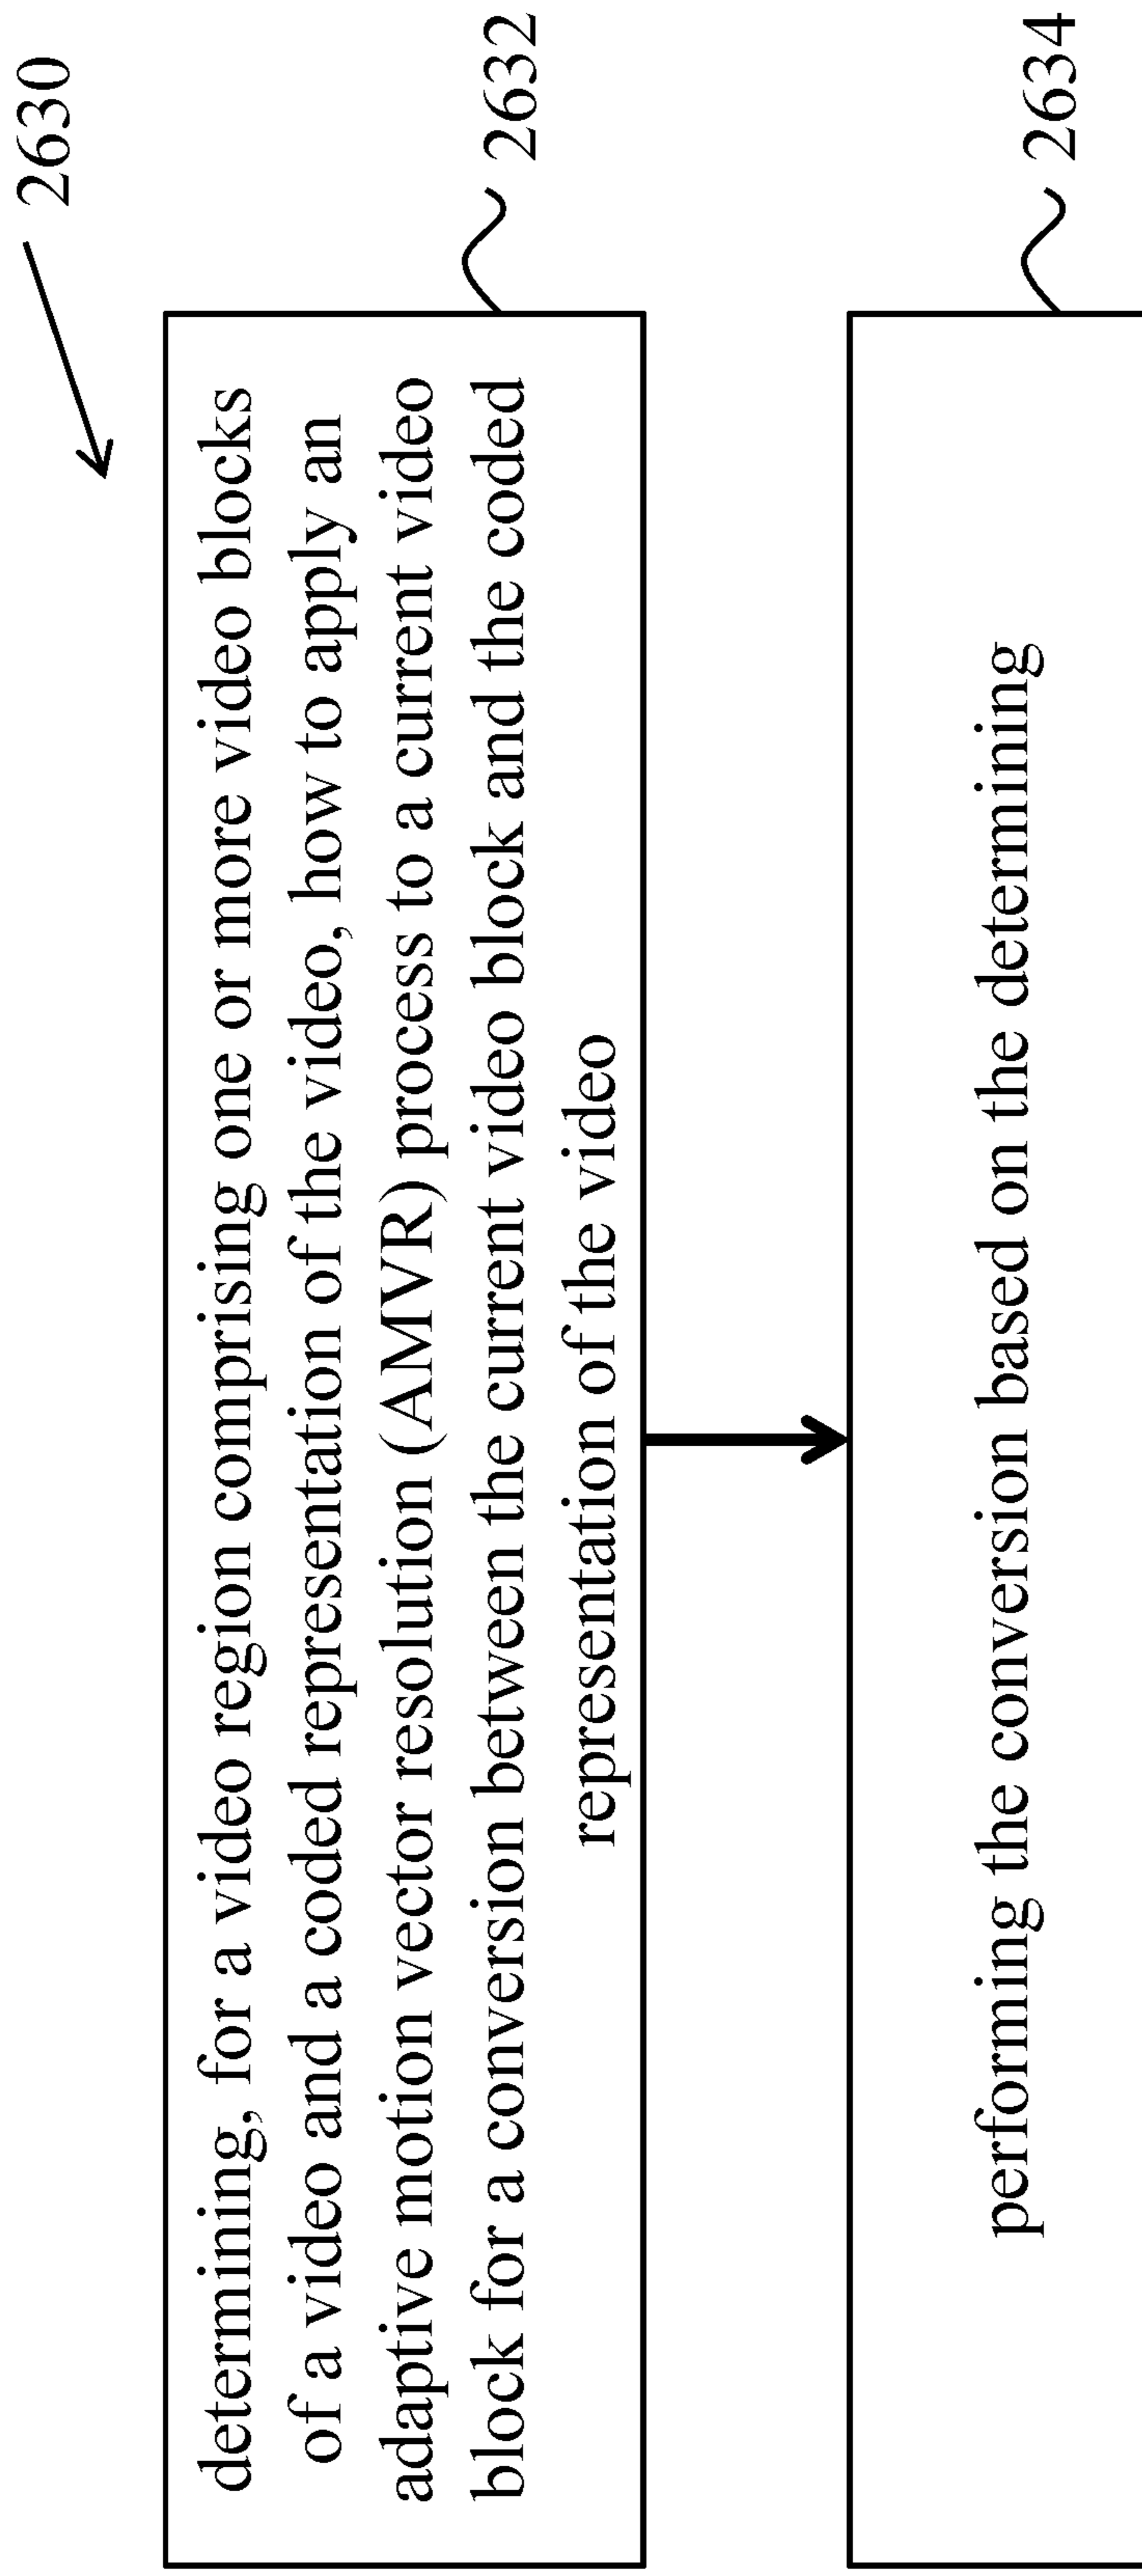 2630
determining, for a video region comprising one or more video blocks
of a video and a coded representation of the video, how to apply an
adaptive motion vector resolution (AMVR) process to a current video
block for a conversion between the current video block and the coded
representation of the video
2632
performing the conversion based on the determining
2634